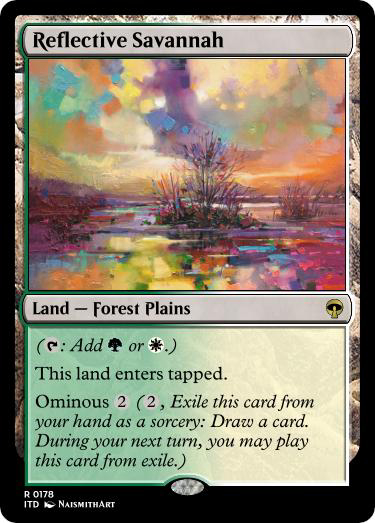 Reflective Savannah
Land — Forest Plains
(: Add or .)
This land enters tapped.
Ominous 2 (2, Exile this card from
your hand as a sorcery: Draw a card.
During your next turn, you may play
this card from exile.)
R 0178
ITD NaismithArt